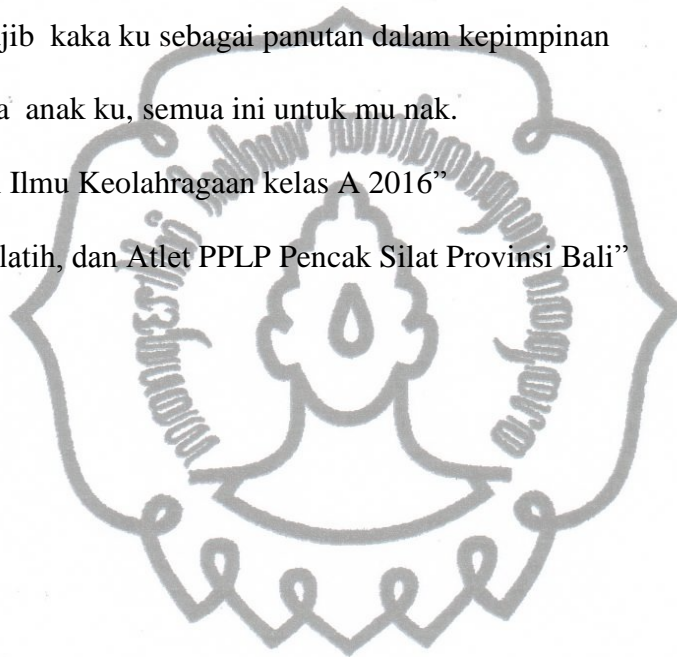 jib kaka ku sebagai panutan dalam kepimpinan
a anak ku, semua ini untuk mu nak.
Ilmu Keolahragaan kelas A 2016”
latih, dan Atlet PPLP Pencak Silat Provinsi Bali”